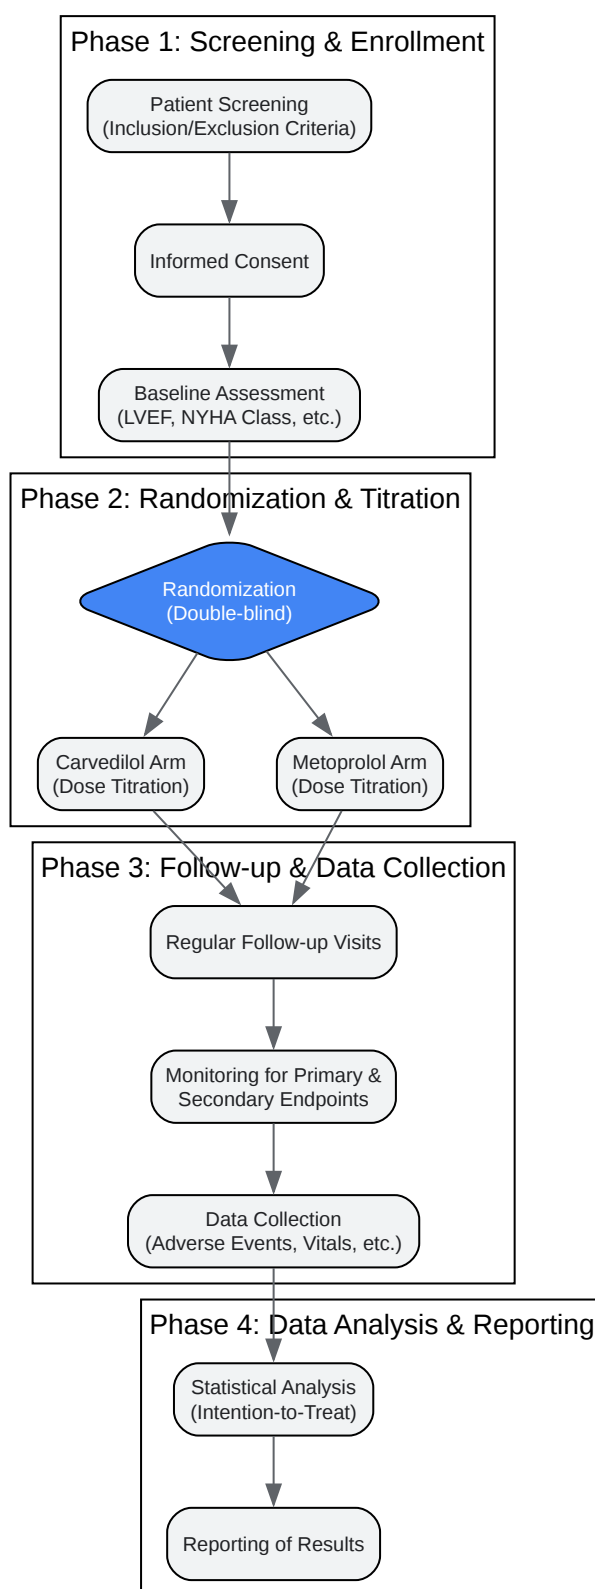 Phase 1: Screening & Enrollment
Patient Screening
(Inclusion/Exclusion Criteria)
Informed Consent
Baseline Assessment
(LVEF, NYHA Class, etc.)
Phase 2: Randomization & Titration
Randomization
(Double-blind)
Carvedilol Arm
(Dose Titration)
Metoprolol Arm
(Dose Titration)
Phase 3: Follow-up & Data Collection
Regular Follow-up Visits
Monitoring for Primary &
Secondary Endpoints
Data Collection
(Adverse Events, Vitals, etc.)
Phase 4: Data Analysis & Reporting
Statistical Analysis
(Intention-to-Treat)
Reporting of Results